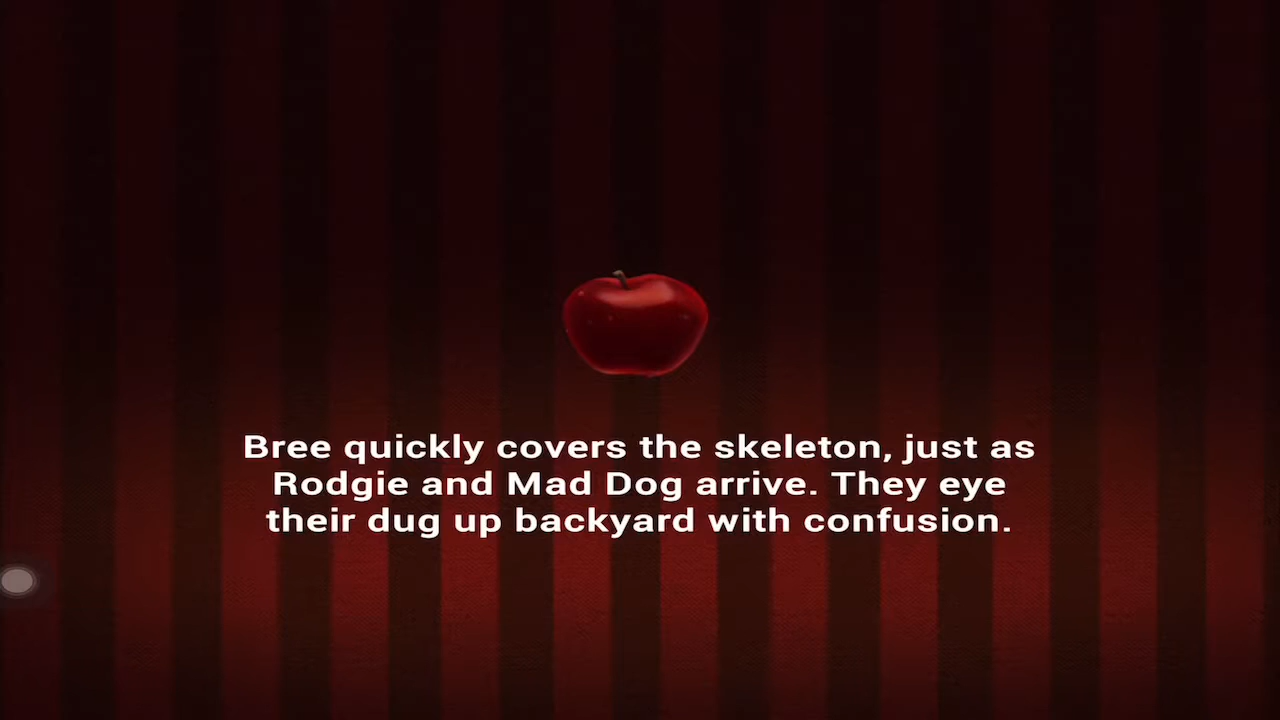 Bree quickly covers the skeleton, just as
Rodgie and Mad Dog arrive. They eye
their dug up backyard with confusion.